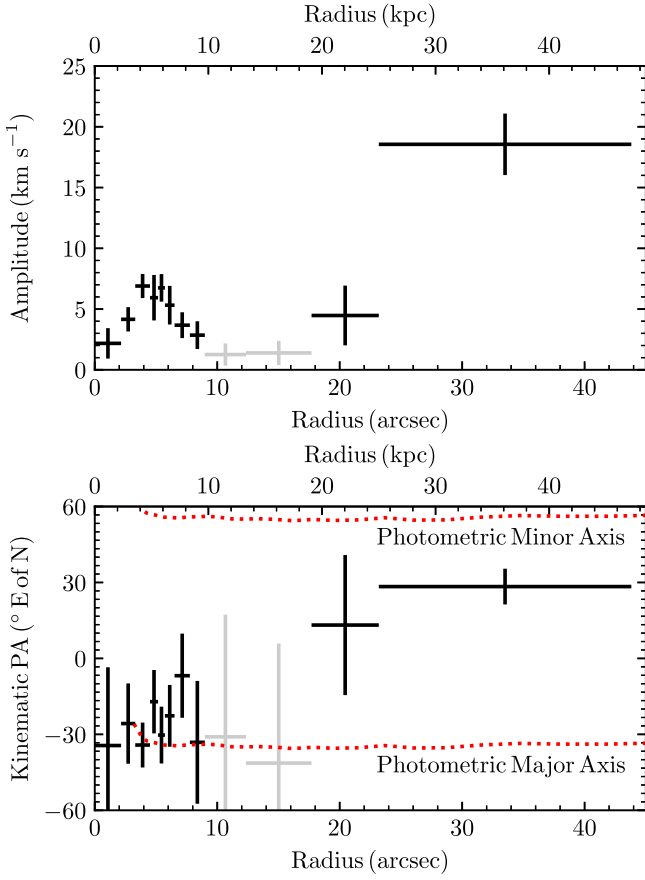 Radius (kpc)
0 10 20 30 40
25
20
15
10
5
0
Amplitude (km s⁻¹)
0 10 20 30 40
Radius (arcsec)
Radius (kpc)
0 10 20 30 40
60
30
0
−30
−60
Kinematic PA (° E of N)
Photometric Minor Axis
Photometric Major Axis
0 10 20 30 40
Radius (arcsec)